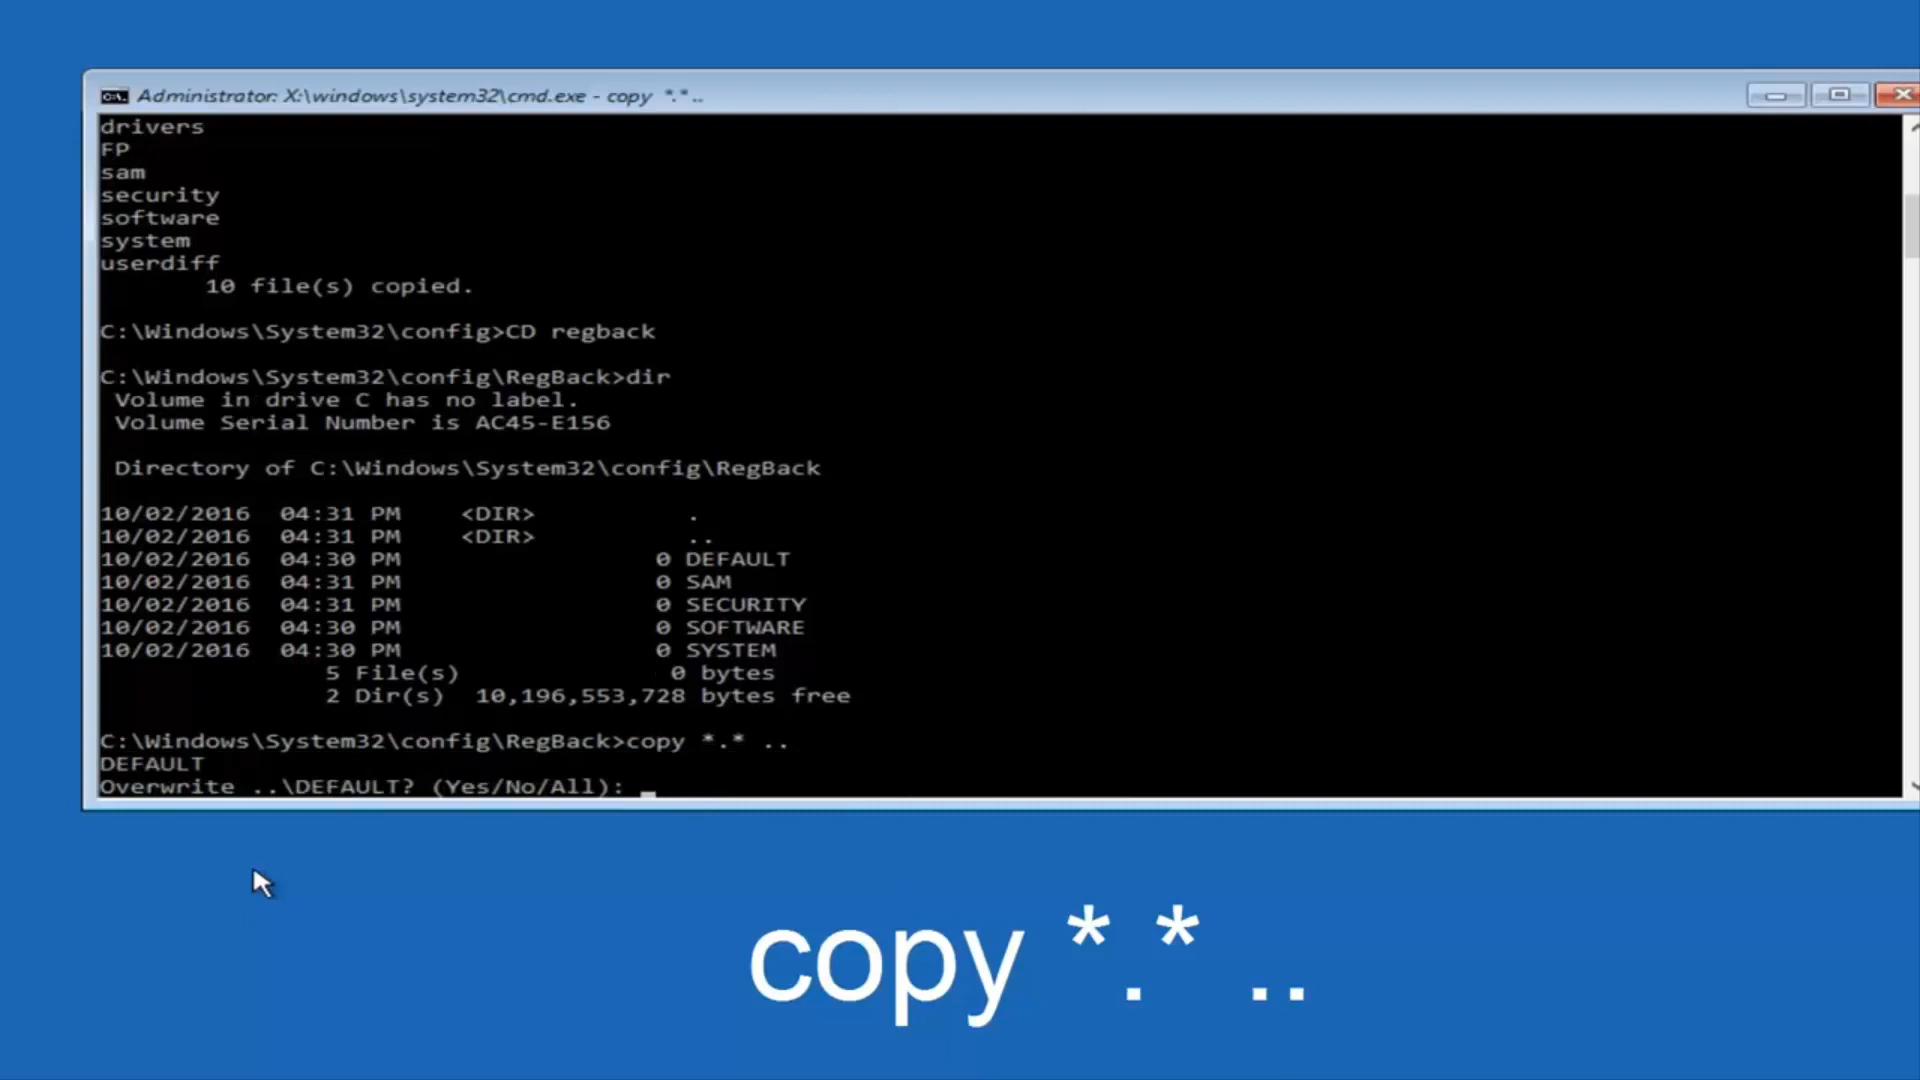 Administrator: X:\windows\system32\cmd.exe - copy *.* ..
drivers
FP
sam
security
software
system
userdiff
10 file(s) copied.
C:\Windows\System32\config>CD regback
C:\Windows\System32\config\RegBack>dir
Volume in drive C has no label.
Volume Serial Number is AC45-E156
Directory of C:\Windows\System32\config\RegBack
10/02/2016 04:31 PM <DIR> .
10/02/2016 04:31 PM <DIR> ..
10/02/2016 04:30 PM 0 DEFAULT
10/02/2016 04:31 PM 0 SAM
10/02/2016 04:31 PM 0 SECURITY
10/02/2016 04:30 PM 0 SOFTWARE
10/02/2016 04:30 PM 0 SYSTEM
5 File(s) 0 bytes
2 Dir(s) 10,196,553,728 bytes free
C:\Windows\System32\config\RegBack>copy *.* ..
DEFAULT
Overwrite ..\DEFAULT? (Yes/No/All): _
copy *.* ..